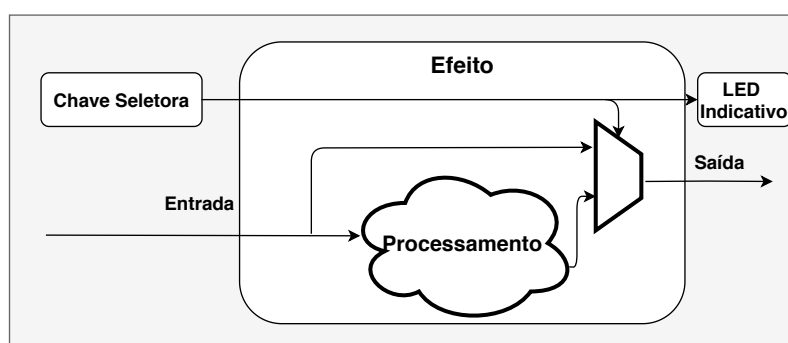 Efeito
Chave Seletora
LED
Indicativo
Saída
Entrada
Processamento